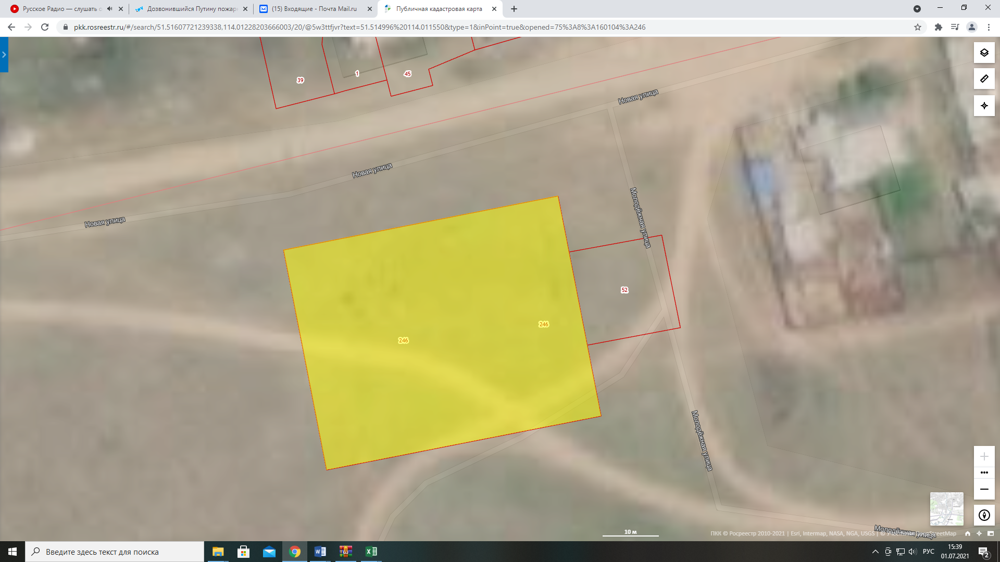 Русское Радио — слушать о
Дозвонившийся Путину пожарн
(15) Входящие - Почта Mail.ru
Публичная кадастровая карта
pkk.rosreestr.ru/#/search/51.51607721239338,114.01228203666003/20/@5w3ttfjvr?text=51.514996%20114.011550&type=1&inPoint=true&opened=75%3A8%3A160104%3A246
39
1
45
Новая улица
Новая улица
Новая улица
Молодёжная улица
52
246
246
Молодёжная улица
Молодёжная улица
10 м
ПКК © Росреестр 2010-2021 | Esri, Intermap, NASA, NGA, USGS | © OpenStreetMap
Введите здесь текст для поиска
РУС
15:39
01.07.2021
2